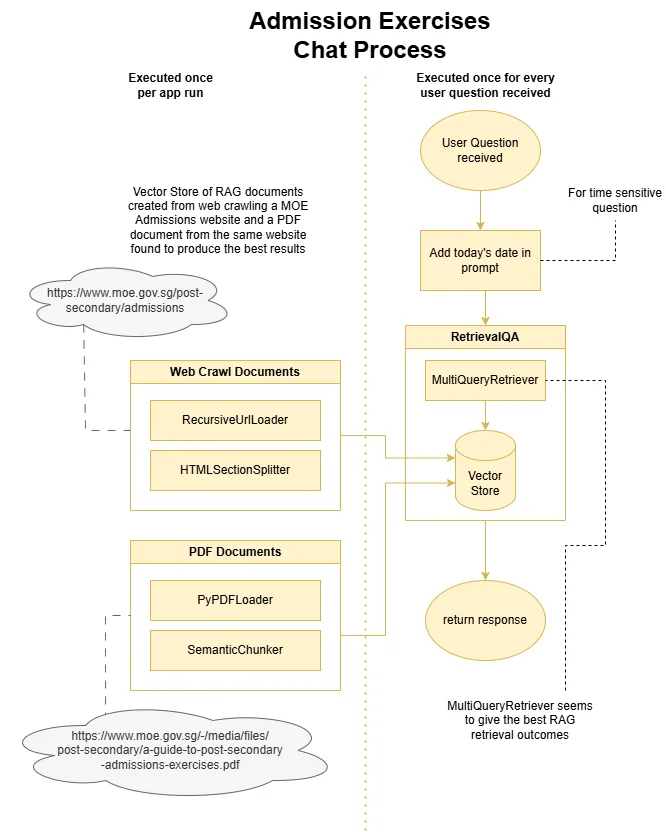 Admission Exercises
Chat Process
Executed once
per app run
Executed once for every
user question received
User Question
received
Vector Store of RAG documents
created from web crawling a MOE
Admissions website and a PDF
document from the same website
found to produce the best results
For time sensitive
question
Add today's date in
prompt
https://www.moe.gov.sg/post-
secondary/admissions
RetrievalQA
MultiQueryRetriever
Web Crawl Documents
RecursiveUrlLoader
HTMLSectionSplitter
Vector
Store
PDF Documents
PyPDFLoader
SemanticChunker
return response
MultiQueryRetriever seems
to give the best RAG
retrieval outcomes
https://www.moe.gov.sg/-/media/files/
post-secondary/a-guide-to-post-secondary
-admissions-exercises.pdf